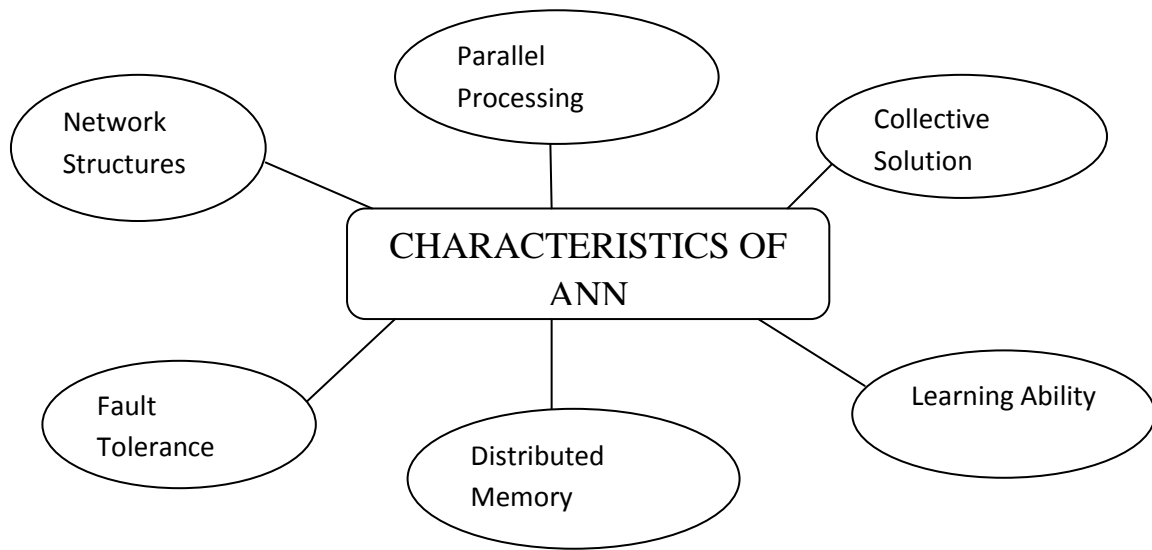 Parallel
Processing
Network
Structures
Collective
Solution
CHARACTERISTICS OF
ANN
Fault
Tolerance
Distributed
Memory
Learning Ability